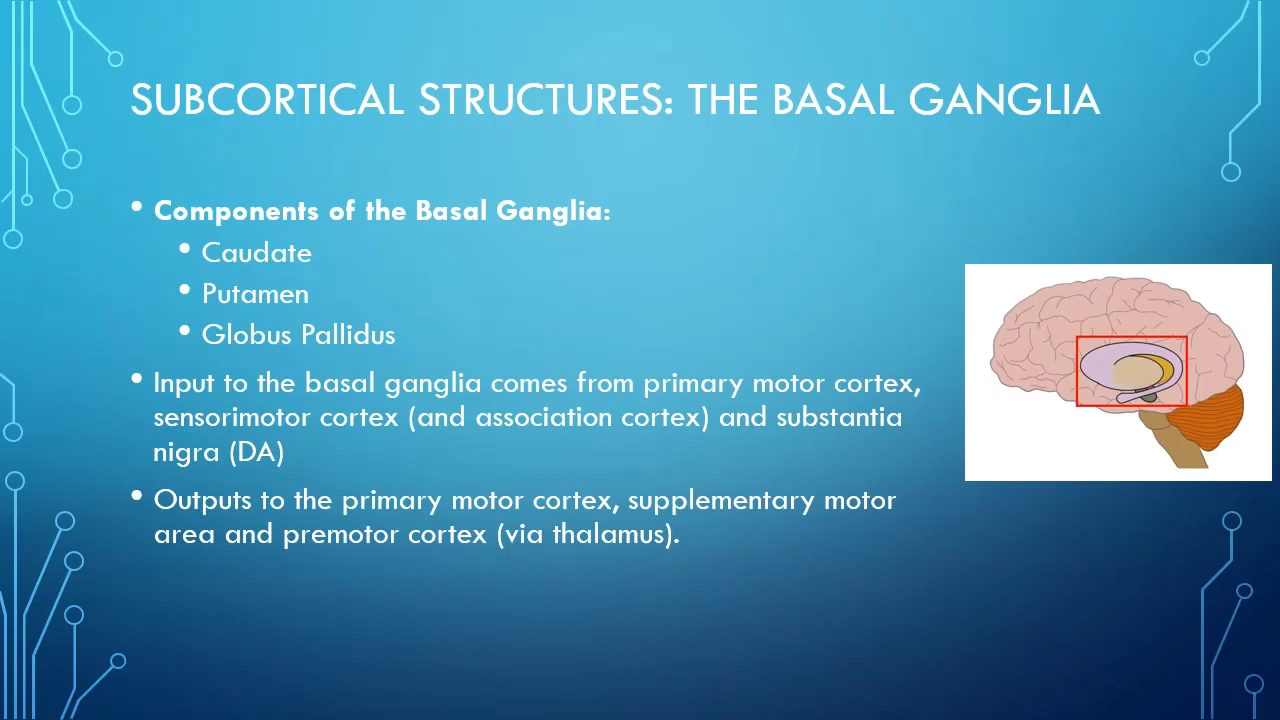 SUBCORTICAL STRUCTURES: THE BASAL GANGLIA
• Components of the Basal Ganglia:
• Caudate
• Putamen
• Globus Pallidus
• Input to the basal ganglia comes from primary motor cortex,
sensorimotor cortex (and association cortex) and substantia
nigra (DA)
• Outputs to the primary motor cortex, supplementary motor
area and premotor cortex (via thalamus).